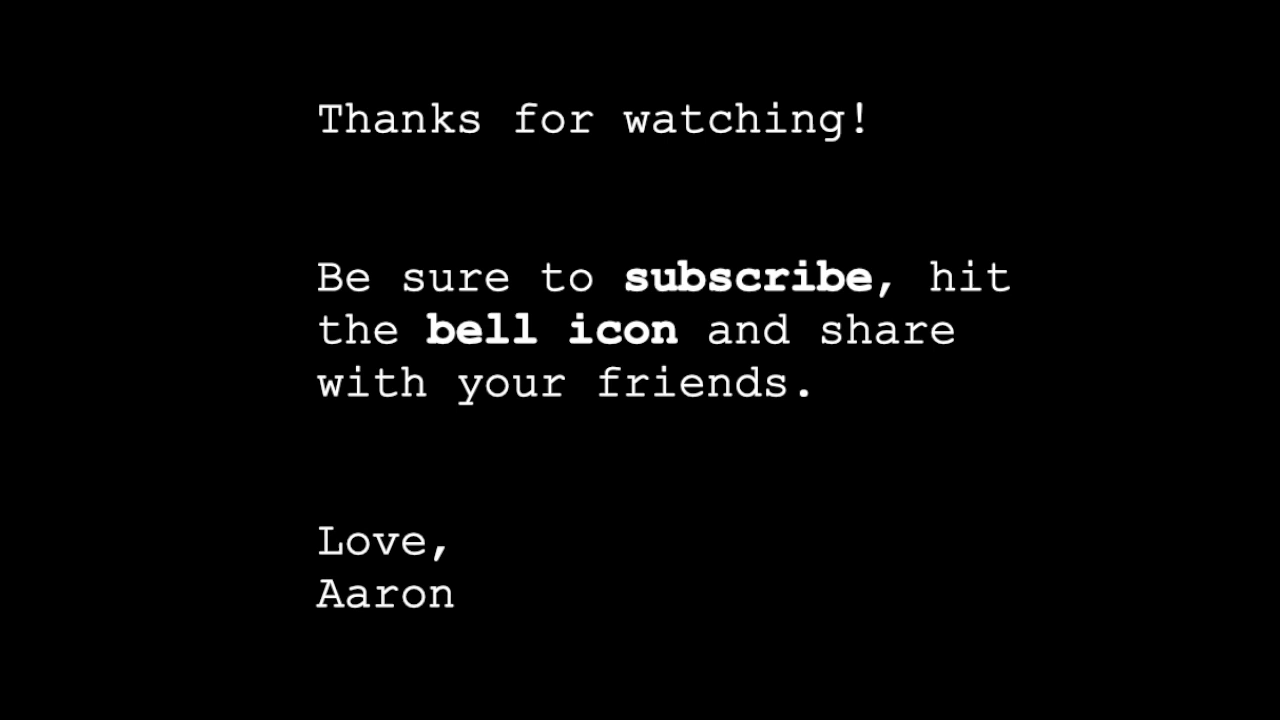 Thanks for watching!
Be sure to subscribe, hit
the bell icon and share
with your friends.
Love,
Aaron